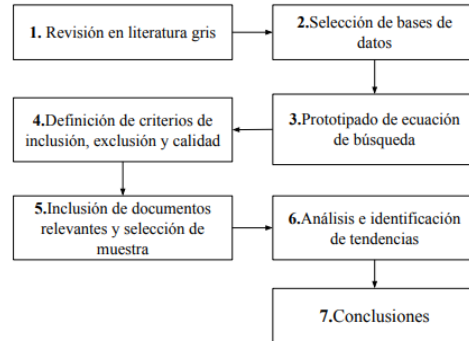 1. Revisión en literatura gris
2.Selección de bases de
datos
3.Prototipado de ecuación
de búsqueda
4.Definición de criterios de
inclusión, exclusión y calidad
5.Inclusión de documentos
relevantes y selección de
muestra
6.Análisis e identificación
de tendencias
7.Conclusiones